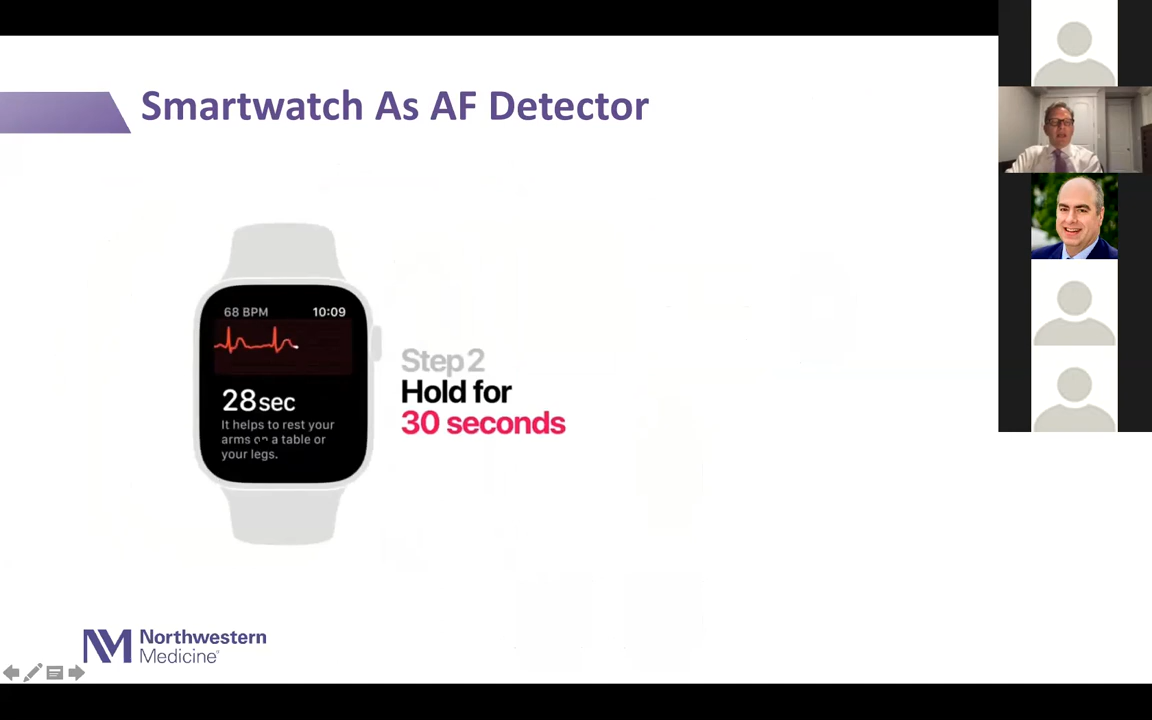 Smartwatch As AF Detector
68 BPM 10:09
28sec
It helps to rest your
arms on a table or
your legs.
Step 2
Hold for
30 seconds
NM Northwestern
Medicine®